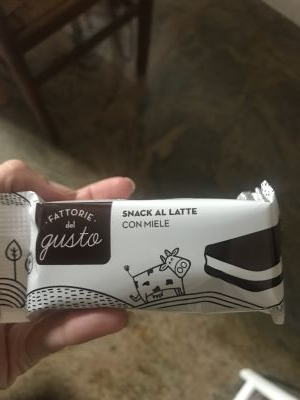 FATTORIE
del
gusto
SNACK AL LATTE
CON MIELE